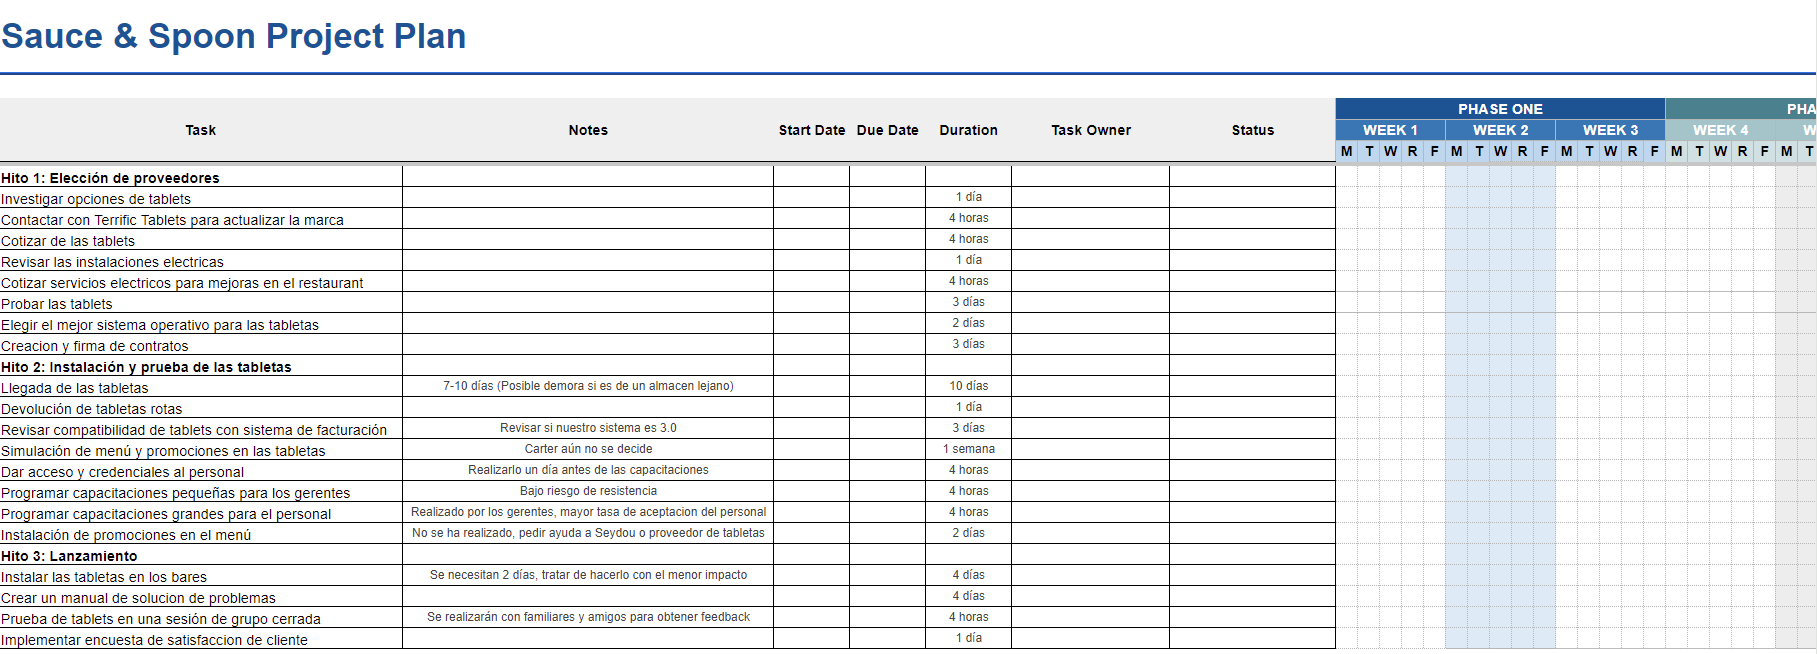 Sauce & Spoon Project Plan
PHASE ONE PHA
Task Notes Start Date Due Date Duration Task Owner Status
WEEK 1 WEEK 2 WEEK 3 WEEK 4 W
M T W R F M T W R F M T W R F M T W R F M T
Hito 1: Elección de proveedores
Investigar opciones de tablets 1 día
Contactar con Terrific Tablets para actualizar la marca 4 horas
Cotizar de las tablets 4 horas
Revisar las instalaciones electricas 1 día
Cotizar servicios electricos para mejoras en el restaurant 4 horas
Probar las tablets 3 días
Elegir el mejor sistema operativo para las tabletas 2 días
Creacion y firma de contratos 3 días
Hito 2: Instalación y prueba de las tabletas
Llegada de las tabletas 7-10 días (Posible demora si es de un almacen lejano) 10 días
Devolución de tabletas rotas 1 día
Revisar compatibilidad de tablets con sistema de facturación Revisar si nuestro sistema es 3.0 3 días
Simulación de menú y promociones en las tabletas Carter aún no se decide 1 semana
Dar acceso y credenciales al personal Realizarlo un día antes de las capacitaciones 4 horas
Programar capacitaciones pequeñas para los gerentes Bajo riesgo de resistencia 4 horas
Programar capacitaciones grandes para el personal Realizado por los gerentes, mayor tasa de aceptacion del personal 4 horas
Instalación de promociones en el menú No se ha realizado, pedir ayuda a Seydou o proveedor de tabletas 2 días
Hito 3: Lanzamiento
Instalar las tabletas en los bares Se necesitan 2 días, tratar de hacerlo con el menor impacto 4 días
Crear un manual de solucion de problemas 4 días
Prueba de tablets en una sesión de grupo cerrada Se realizarán con familiares y amigos para obtener feedback 4 horas
Implementar encuesta de satisfaccion de cliente 1 día